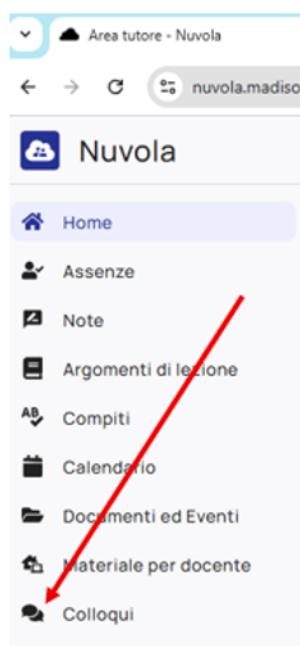 Area tutore - Nuvola
nuvola.madiso
Nuvola
Home
Assenze
Note
Argomenti di lezione
AB Compiti
Calendario
Documenti ed Eventi
Materiale per docente
Colloqui